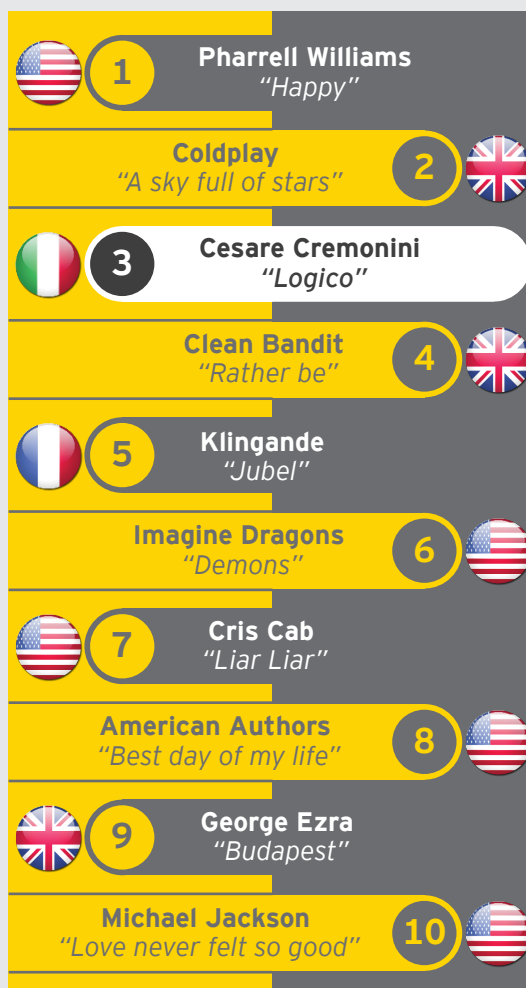 1
Pharrell Williams
“Happy”
Coldplay
“A sky full of stars”
2
3
Cesare Cremonini
“Logico”
Clean Bandit
“Rather be”
4
5
Klingande
“Jubel”
Imagine Dragons
“Demons”
6
7
Cris Cab
“Liar Liar”
American Authors
“Best day of my life”
8
9
George Ezra
“Budapest”
Michael Jackson
“Love never felt so good”
10